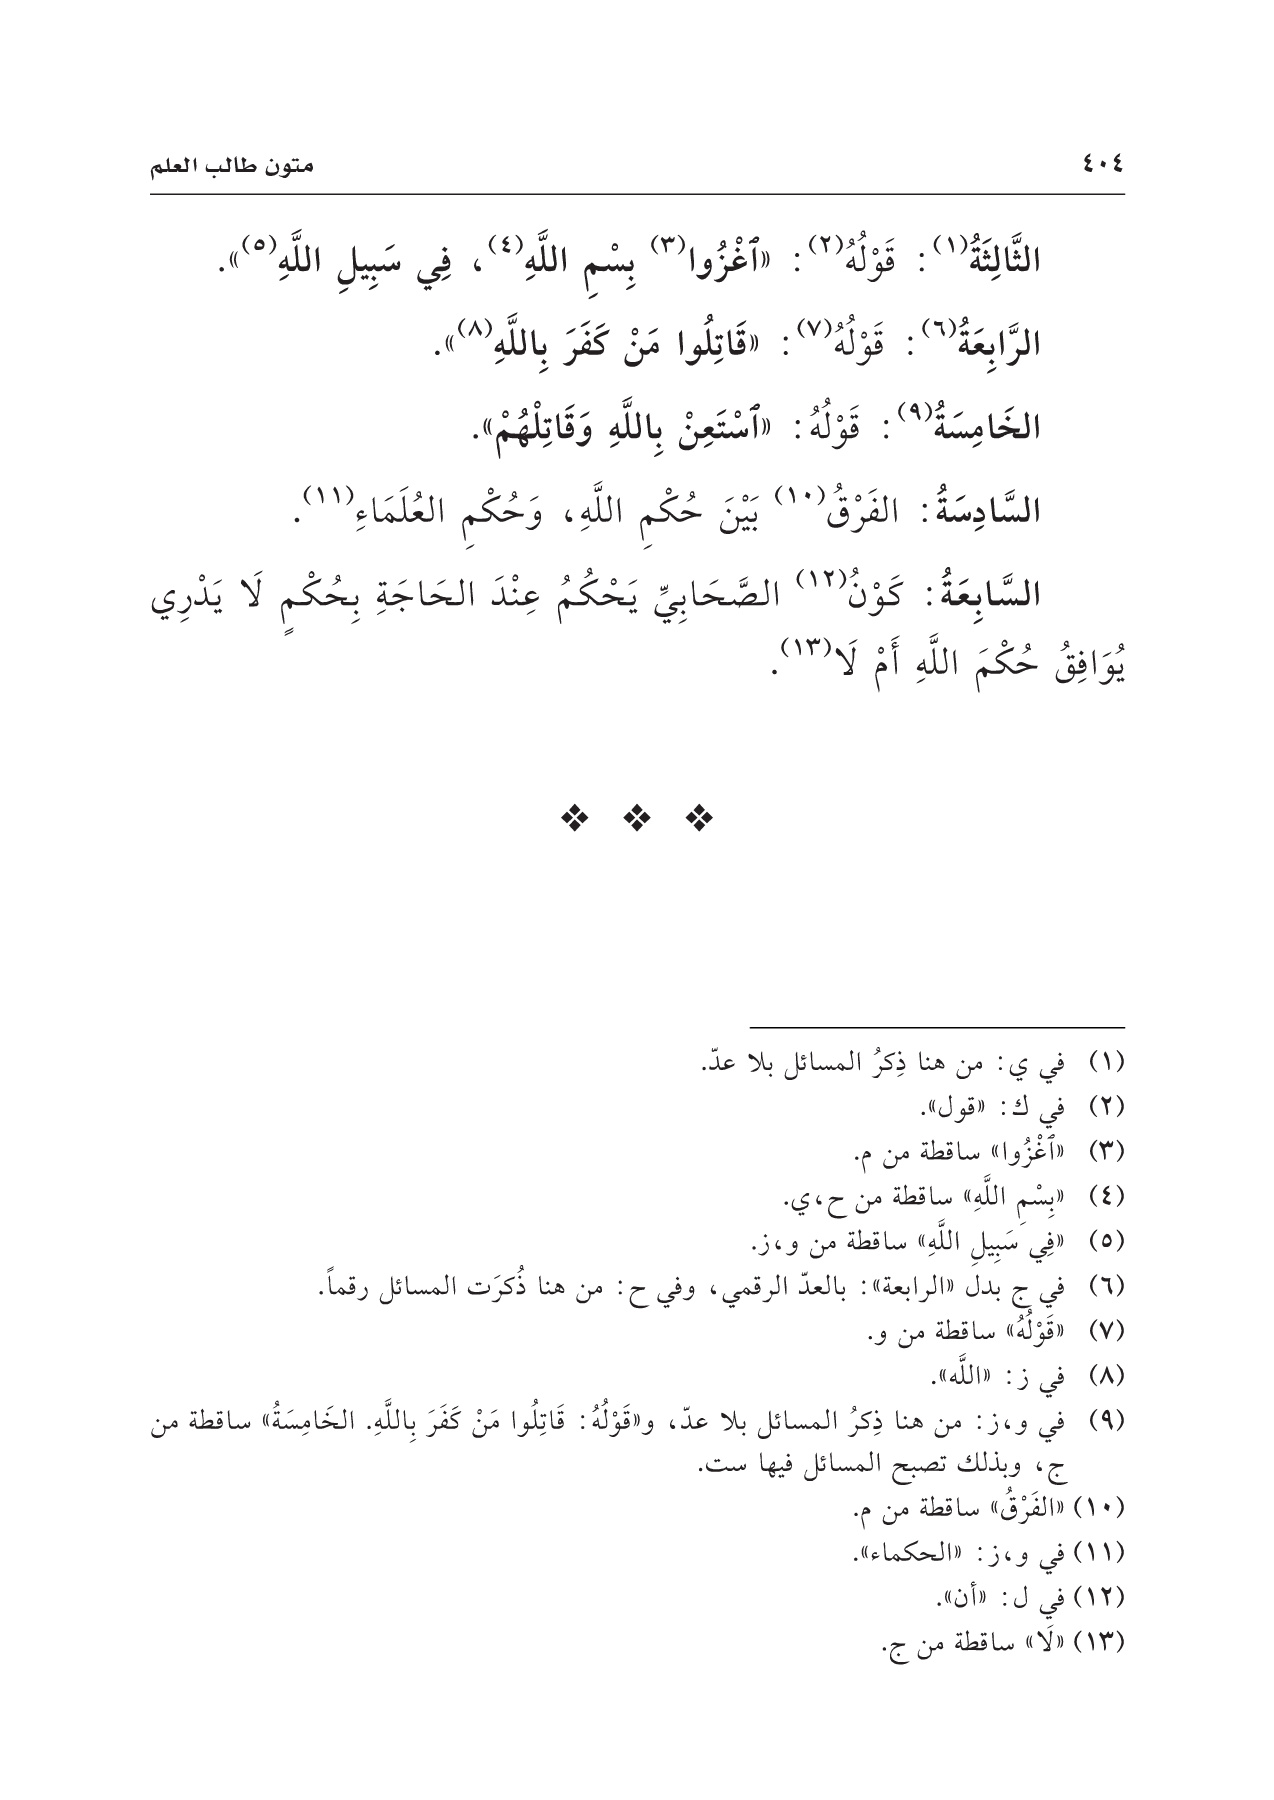 ٤٠٤
متون طالب العلم
الثَّالِثَةُ(١): قَوْلُهُ(٢): «ٱغْزُوا(٣) بِسْمِ اللَّهِ(٤)، فِي سَبِيلِ اللَّهِ(٥)».
الرَّابِعَةُ(٦): قَوْلُهُ(٧): «قَاتِلُوا مَنْ كَفَرَ بِاللَّهِ(٨)».
الخَامِسَةُ(٩): قَوْلُهُ: «ٱسْتَعِنْ بِاللَّهِ وَقَاتِلْهُمْ».
السَّادِسَةُ: الفَرْقُ(١٠) بَيْنَ حُكْمِ اللَّهِ، وَحُكْمِ العُلَمَاءِ(١١).
السَّابِعَةُ: كَوْنُ(١٢) الصَّحَابِيِّ يَحْكُمُ عِنْدَ الحَاجَةِ بِحُكْمٍ لَا يَدْرِي
يُوَافِقُ حُكْمَ اللَّهِ أَمْ لَا(١٣).
(١) في ي: من هنا ذِكرُ المسائل بلا عدّ.
(٢) في ك: «قول».
(٣) «ٱغْزُوا» ساقطة من م.
(٤) «بِسْمِ اللَّهِ» ساقطة من ح،ي.
(٥) «فِي سَبِيلِ اللَّهِ» ساقطة من و،ز.
(٦) في ج بدل «الرابعة»: بالعدّ الرقمي، وفي ح: من هنا ذُكرَت المسائل رقماً.
(٧) «قَوْلُهُ» ساقطة من و.
(٨) في ز: «اللَّه».
(٩) في و،ز: من هنا ذِكرُ المسائل بلا عدّ، و«قَوْلُهُ: قَاتِلُوا مَنْ كَفَرَ بِاللَّهِ. الخَامِسَةُ» ساقطة من
ج، وبذلك تصبح المسائل فيها ست.
(١٠) «الفَرْقُ» ساقطة من م.
(١١) في و،ز: «الحكماء».
(١٢) في ل: «أن».
(١٣) «لَا» ساقطة من ج.